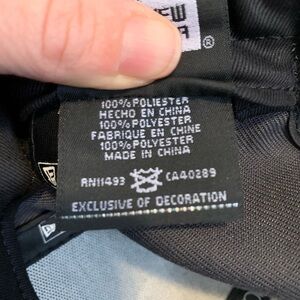 ®
100% POLIESTER
HECHO EN CHINA
100% POLYESTER
FABRIQUE EN CHINE
100% POLYESTER
MADE IN CHINA
RN11493 CA40289
EXCLUSIVE OF DECORATION